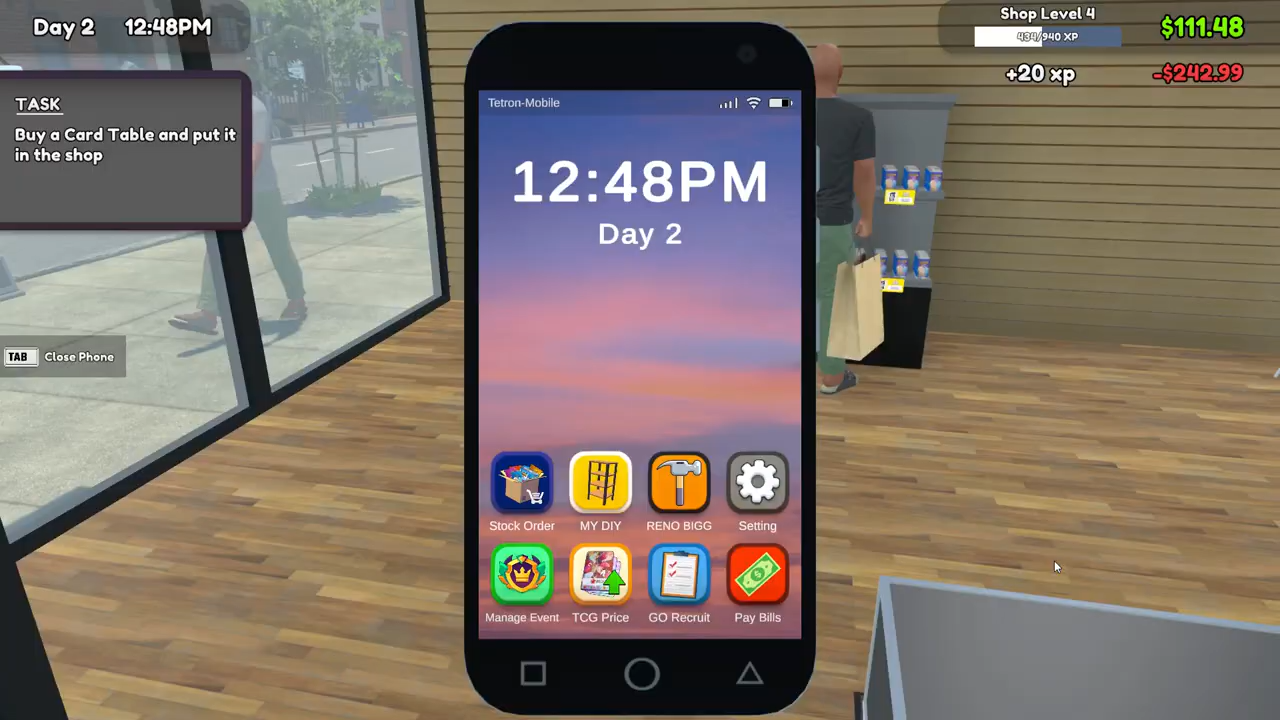 Day 2 12:48PM
Shop Level 4
434/940 XP
$111.48
+20 xp
-$242.99
TASK
Buy a Card Table and put it
in the shop
TAB Close Phone
Tetron-Mobile
12:48PM
Day 2
Stock Order MY DIY RENO BIGG Setting
Manage Event TCG Price GO Recruit Pay Bills